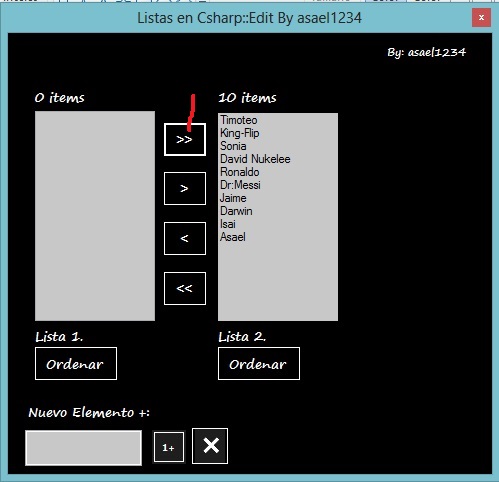 Listas en Csharp::Edit By asael1234
x
By: asael1234
0 items
10 items
>>
>
<
<<
Timoteo
King-Flip
Sonia
David Nukelee
Ronaldo
Dr:Messi
Jaime
Darwin
Isai
Asael
Lista 1.
Lista 2.
Ordenar
Ordenar
Nuevo Elemento +:
1+
✕